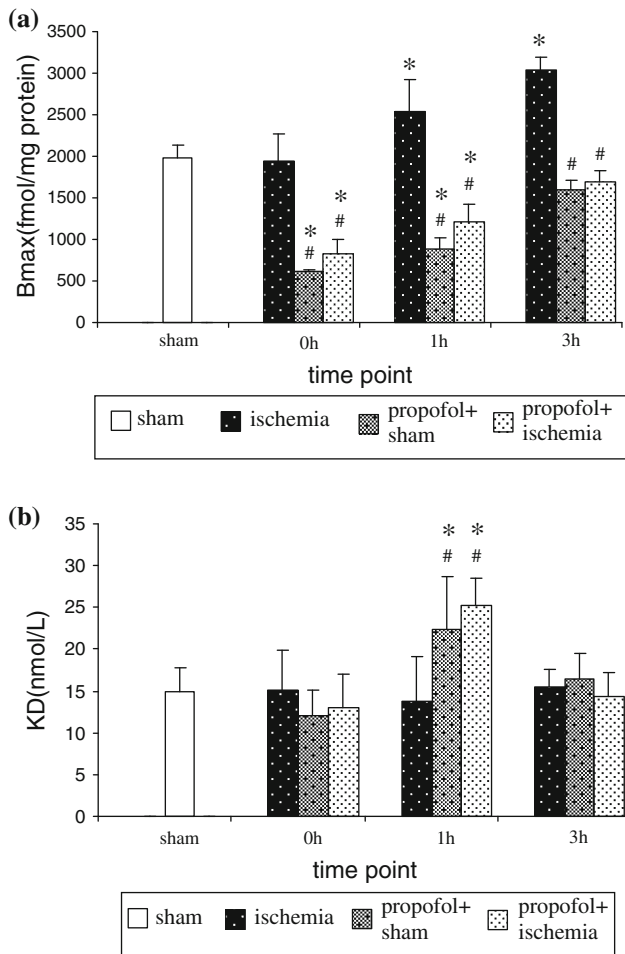 (a)
Bmax(fmol/mg protein)
3500
3000
2500
2000
1500
1000
500
0
*
*
* * # #
* #
* #
# #
sham 0h 1h 3h
time point
sham ischemia propofol+ sham propofol+ ischemia
(b)
KD(nmol/L)
35
30
25
20
15
10
5
0
* *
# #
sham 0h 1h 3h
time point
sham ischemia propofol+ sham propofol+ ischemia